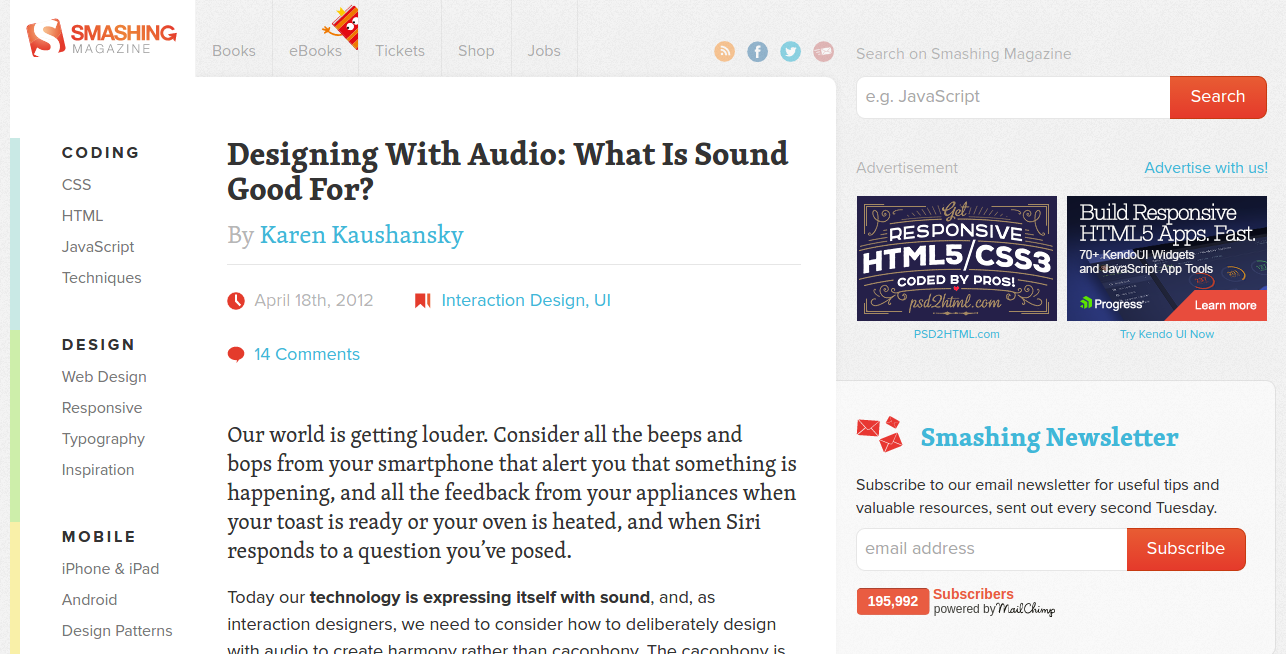 SMASHING
MAGAZINE
Books
eBooks
Tickets
Shop
Jobs
CODING
CSS
HTML
JavaScript
Techniques
DESIGN
Web Design
Responsive
Typography
Inspiration
MOBILE
iPhone & iPad
Android
Design Patterns
Designing With Audio: What Is Sound
Good For?
By Karen Kaushansky
April 18th, 2012
Interaction Design, UI
14 Comments
Our world is getting louder. Consider all the beeps and
bops from your smartphone that alert you that something is
happening, and all the feedback from your appliances when
your toast is ready or your oven is heated, and when Siri
responds to a question you’ve posed.
Today our technology is expressing itself with sound, and, as
interaction designers, we need to consider how to deliberately design
with audio to create harmony rather than cacophony. The cacophony is
Search on Smashing Magazine
e.g. JavaScript
Search
Advertisement
Advertise with us!
Get
RESPONSIVE
HTML5/CSS3
CODED BY PROS!
psd2html.com
PSD2HTML.com
Build Responsive
HTML5 Apps. Fast.
70+ KendoUI Widgets
and JavaScript App Tools
Progress
Learn more
Try Kendo UI Now
Smashing Newsletter
Subscribe to our email newsletter for useful tips and
valuable resources, sent out every second Tuesday.
email address
Subscribe
195,992
Subscribers
powered by MailChimp